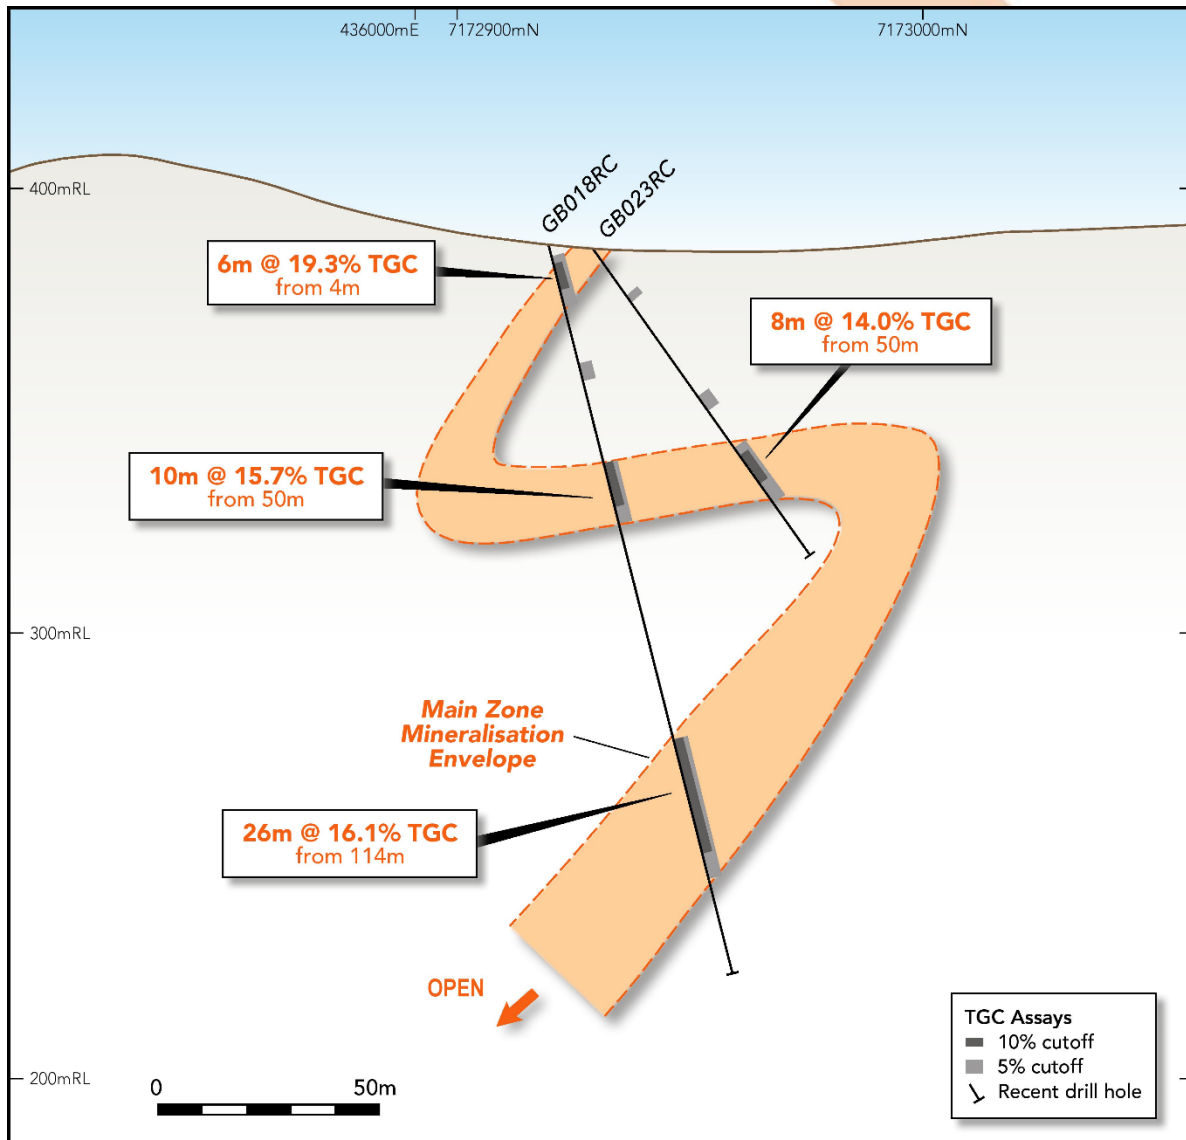 436000mE 7172900mN 7173000mN
400mRL
GB018RC
GB023RC
6m @ 19.3% TGC
from 4m
8m @ 14.0% TGC
from 50m
10m @ 15.7% TGC
from 50m
300mRL
Main Zone
Mineralisation
Envelope
26m @ 16.1% TGC
from 114m
OPEN
TGC Assays
10% cutoff
5% cutoff
Recent drill hole
200mRL
0 50m